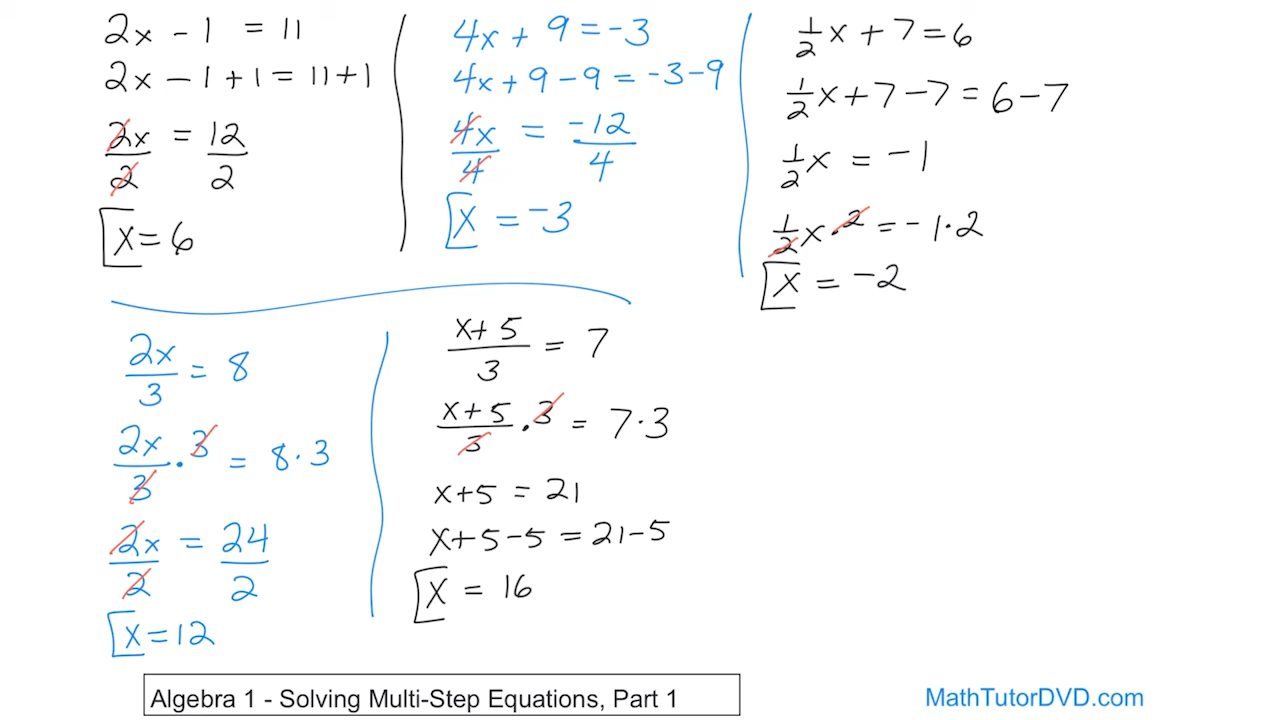 2x - 1 = 11
2x - 1 + 1 = 11 + 1
2x/2 = 12/2
x = 6
4x + 9 = -3
4x + 9 - 9 = -3 - 9
4x/4 = -12/4
x = -3
1/2 x + 7 = 6
1/2 x + 7 - 7 = 6 - 7
1/2 x = -1
1/2 x · 2 = -1 · 2
x = -2
2x/3 = 8
2x/3 · 3 = 8 · 3
2x/2 = 24/2
x = 12
x + 5/3 = 7
x + 5/3 · 3 = 7 · 3
x + 5 = 21
x + 5 - 5 = 21 - 5
x = 16
Algebra 1 - Solving Multi-Step Equations, Part 1
MathTutorDVD.com